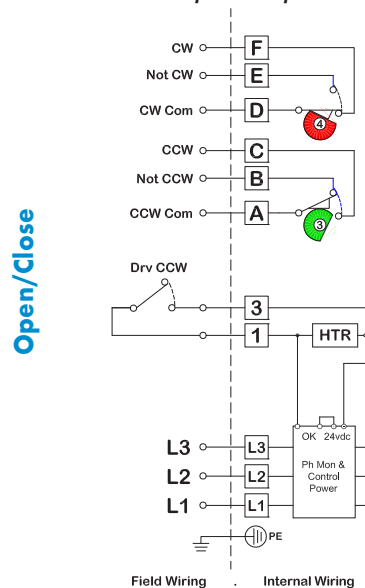 CW F
Not CW E
CW Com D
4
CCW C
Not CCW B
CCW Com A
3
Open/Close
Drv CCW
3
1 HTR
OK 24vdc
L3 L3
Ph Mon &
Control
Power
L2 L2
L1 L1
PE
Field Wiring . Internal Wiring